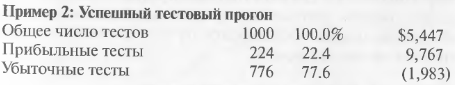 Пример 2: Успешный тестовый прогон
Общее число тестов 1000 100.0% $5,447
Прибыльные тесты 224 22.4 9,767
Убыточные тесты 776 77.6 (1,983)